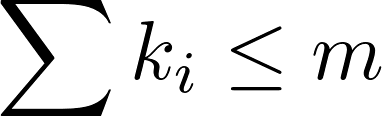 ∑ kᵢ ≤ m